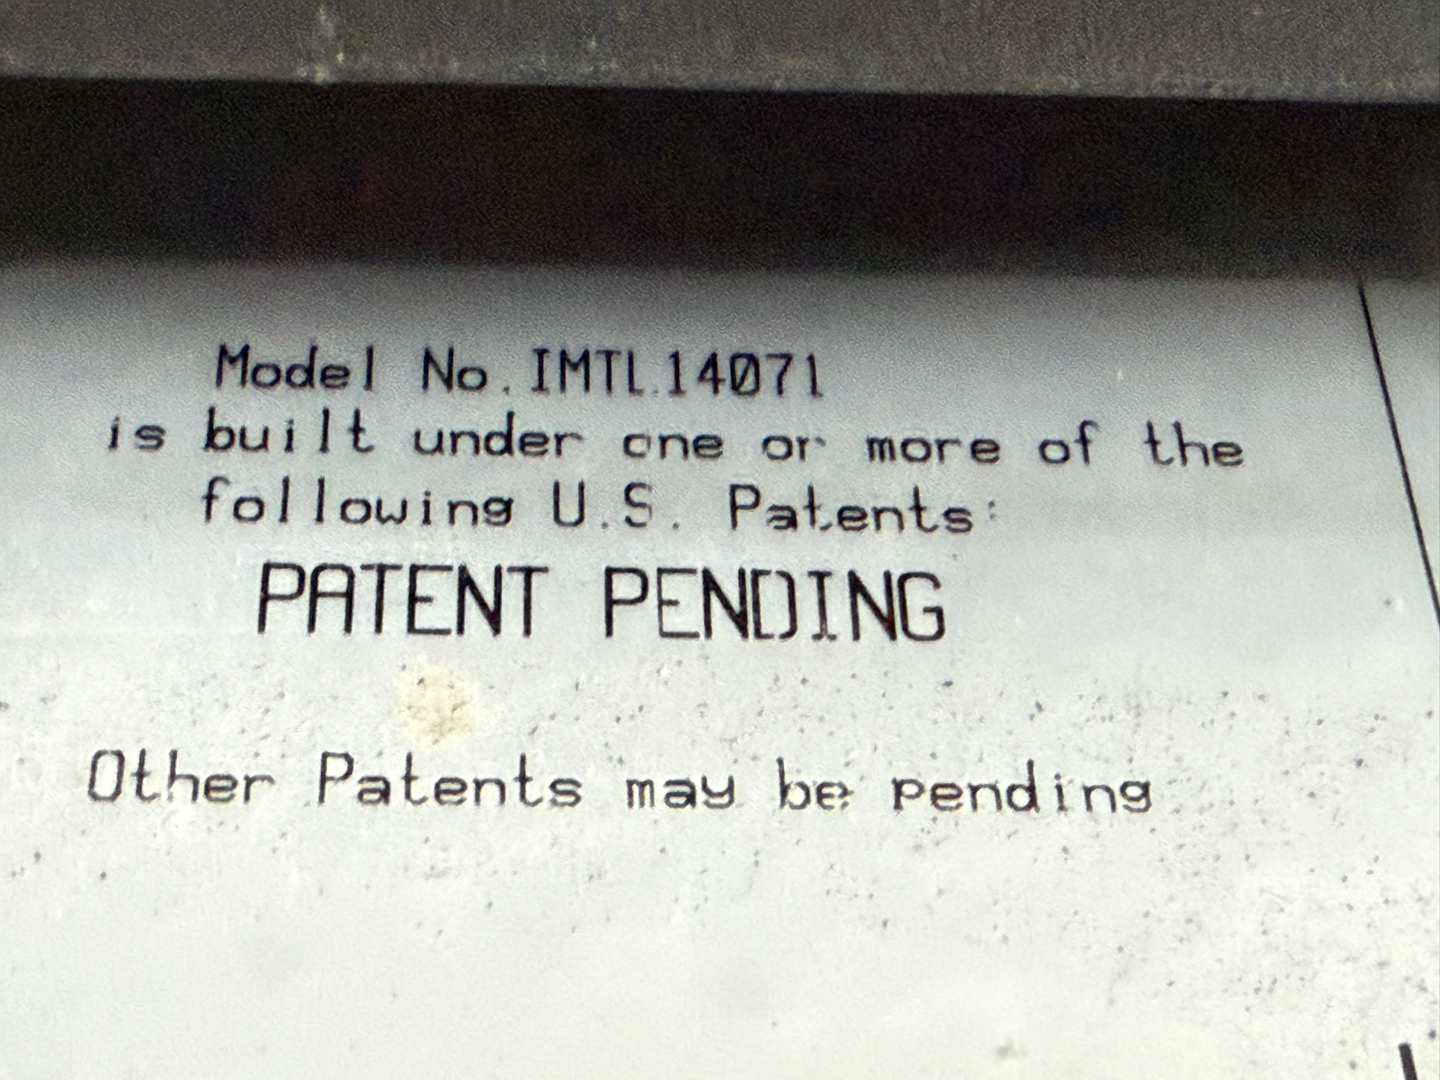 Model No. IMTL14071
is built under one or more of the
following U.S. Patents:
PATENT PENDING
Other Patents may be pending